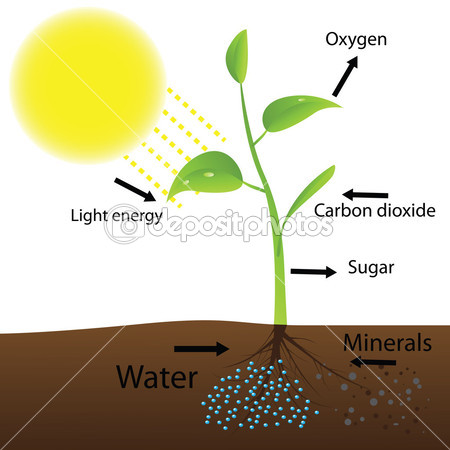 Oxygen
Light energy
Carbon dioxide
©depositphotos
Sugar
Minerals
Water